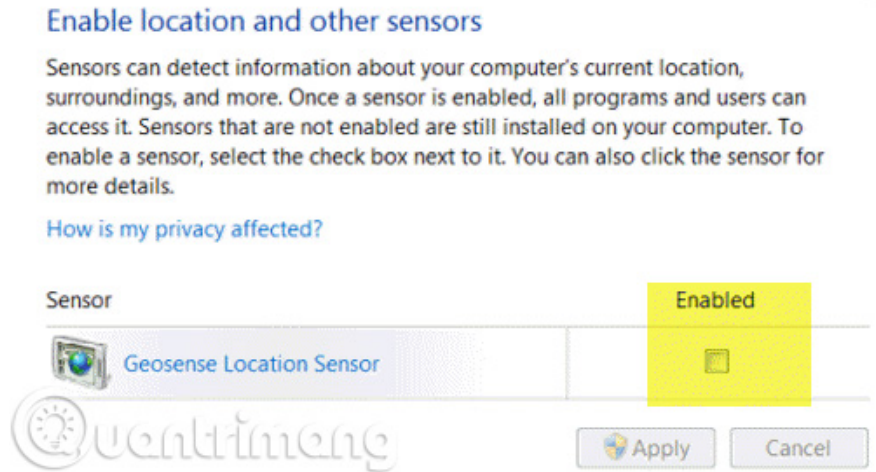 Enable location and other sensors
Sensors can detect information about your computer's current location,
surroundings, and more. Once a sensor is enabled, all programs and users can
access it. Sensors that are not enabled are still installed on your computer. To
enable a sensor, select the check box next to it. You can also click the sensor for
more details.
How is my privacy affected?
Sensor Enabled
Geosense Location Sensor
Quantrimang
Apply Cancel